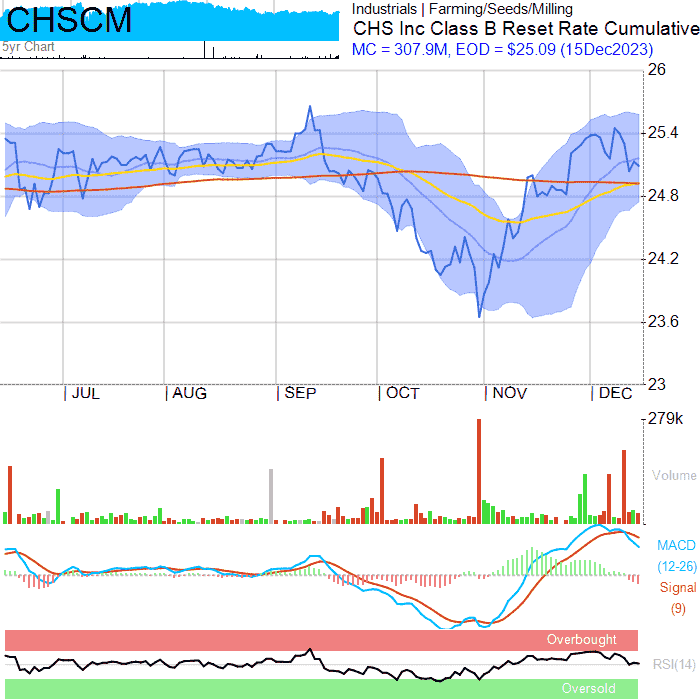 CHSCM
5yr Chart
Industrials | Farming/Seeds/Milling
CHS Inc Class B Reset Rate Cumulative
MC = 307.9M, EOD = $25.09 (15Dec2023)
26
25.4
24.8
24.2
23.6
23
JUL
AUG
SEP
OCT
NOV
DEC
279k
Volume
MACD
(12-26)
Signal
(9)
Overbought
RSI(14)
Oversold